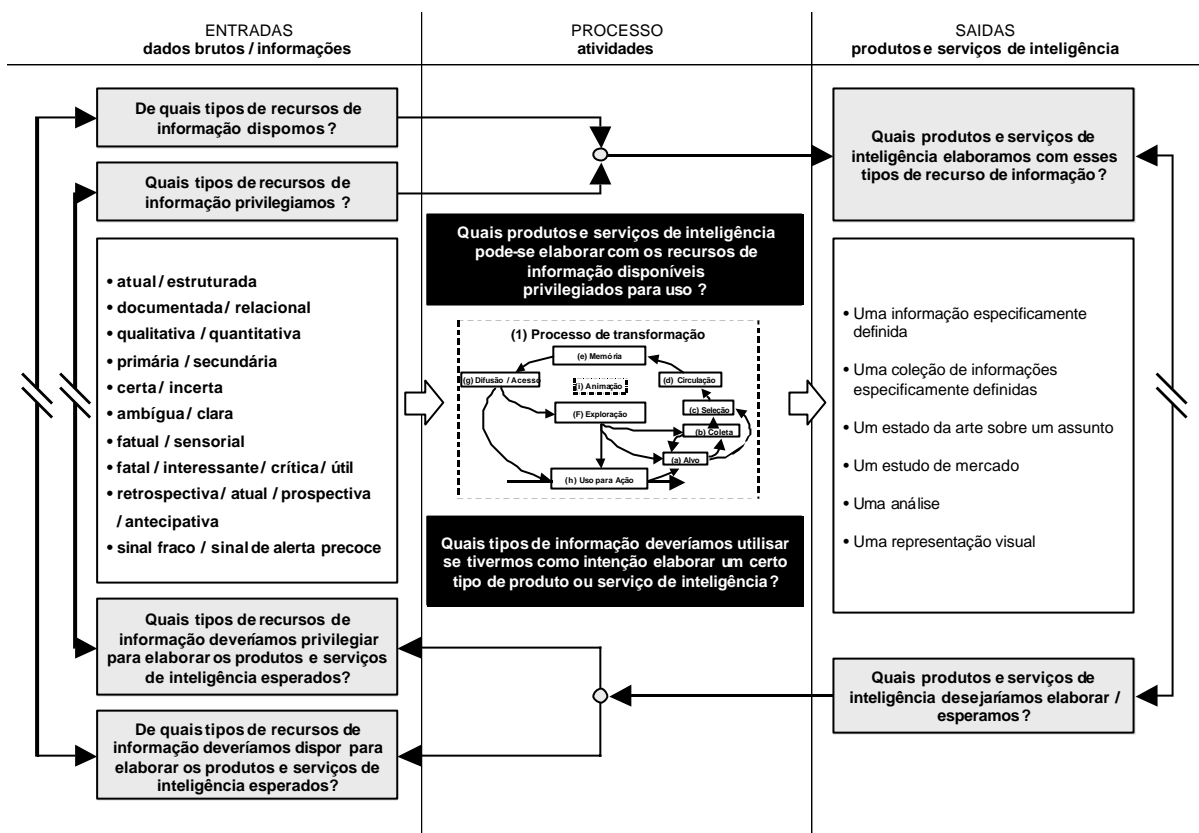 ENTRADAS
dados brutos / informações
PROCESSO
atividades
SAIDAS
produtos e serviços de inteligência
De quais tipos de recursos de
informação dispomos ?
Quais tipos de recursos de
informação privilegiamos ?
• atual / estruturada
• documentada / relacional
• qualitativa / quantitativa
• primária / secundária
• certa / incerta
• ambígua / clara
• fatual / sensorial
• fatal / interessante / crítica / útil
• retrospectiva / atual / prospectiva
/ antecipativa
• sinal fraco / sinal de alerta precoce
Quais tipos de recursos de
informação deveríamos privilegiar
para elaborar os produtos e serviços
de inteligência esperados?
De quais tipos de recursos de
informação deveríamos dispor para
elaborar os produtos e serviços de
inteligência esperados?
Quais produtos e serviços de inteligência
pode-se elaborar com os recursos de
informação disponíveis
privilegiados para uso ?
(1) Processo de transformação
(e) Memória
(g) Difusão / Acesso
(i) Animação
(d) Circulação
(F) Exploração
(c) Seleção
(b) Coleta
(a) Alvo
(h) Uso para Ação
Quais tipos de informação deveríamos utilisar
se tivermos como intenção elaborar um certo
tipo de produto ou serviço de inteligência ?
Quais produtos e serviços de
inteligência elaboramos com esses
tipos de recurso de informação ?
• Uma informação especificamente
definida
• Uma coleção de informações
especificamente definidas
• Um estado da arte sobre um assunto
• Um estudo de mercado
• Uma análise
• Uma representação visual
Quais produtos e serviços de
inteligência desejaríamos elaborar /
esperamos ?